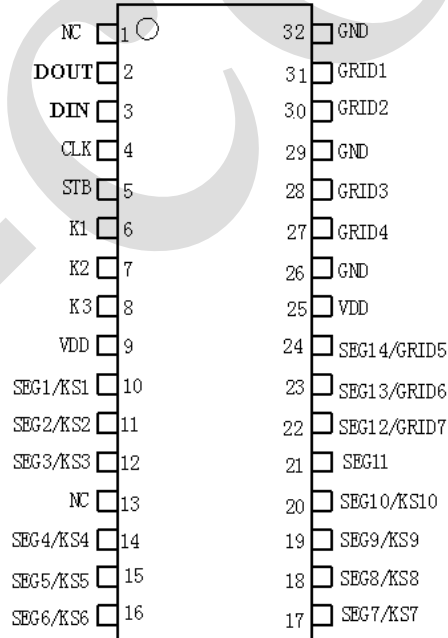 NC 1 32 GND
DOUT 2 31 GRID1
DIN 3 30 GRID2
CLK 4 29 GND
STB 5 28 GRID3
K1 6 27 GRID4
K2 7 26 GND
K3 8 25 VDD
VDD 9 24 SEG14/GRID5
SEG1/KS1 10 23 SEG13/GRID6
SEG2/KS2 11 22 SEG12/GRID7
SEG3/KS3 12 21 SEG11
NC 13 20 SEG10/KS10
SEG4/KS4 14 19 SEG9/KS9
SEG5/KS5 15 18 SEG8/KS8
SEG6/KS6 16 17 SEG7/KS7